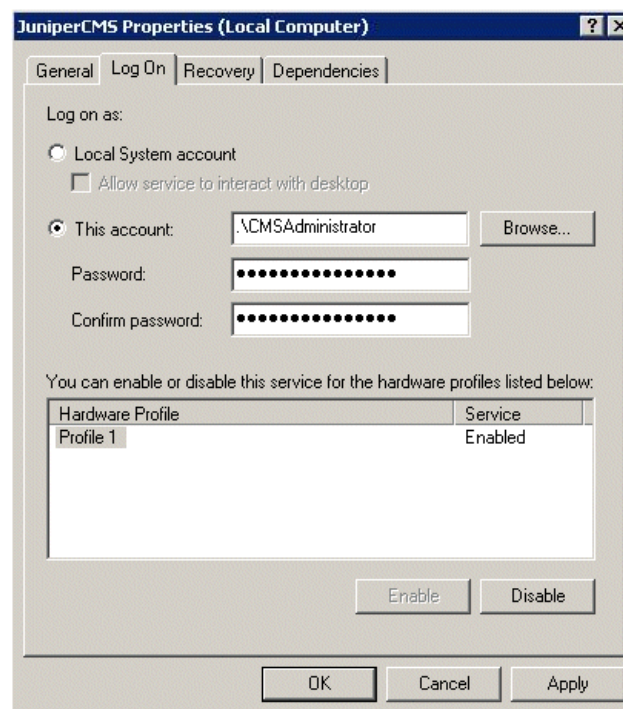 JuniperCMS Properties (Local Computer)
General Log On Recovery Dependencies
Log on as:
Local System account
Allow service to interact with desktop
This account: .\CMSAdministrator Browse...
Password: ●●●●●●●●●●●●●●●
Confirm password: ●●●●●●●●●●●●●●●
You can enable or disable this service for the hardware profiles listed below:
Hardware Profile Service
Profile 1 Enabled
Enable Disable
OK Cancel Apply